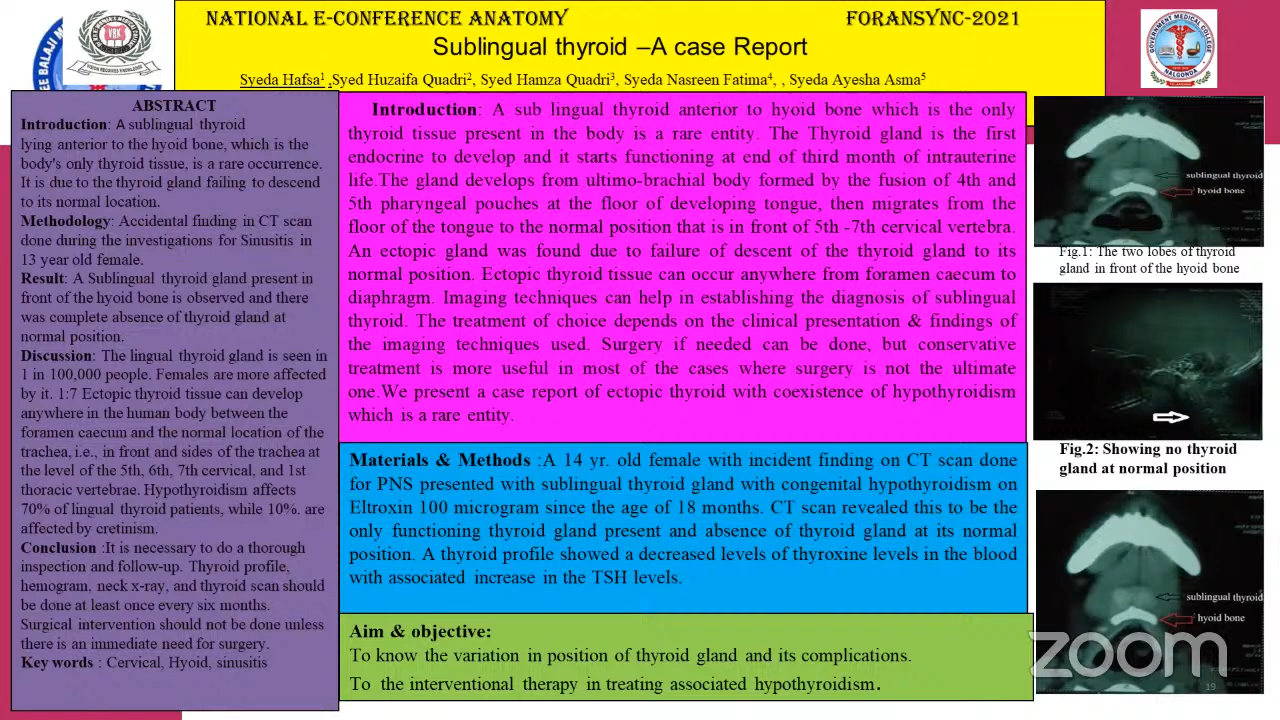 NATIONAL E-CONFERENCE ANATOMY FORANSYNC-2021
Sublingual thyroid –A case Report
Syeda Hafsa1 ,Syed Huzaifa Quadri2, Syed Hamza Quadri3, Syeda Nasreen Fatima4, , Syeda Ayesha Asma5
VRK
GOVERNMENT MEDICAL COLLEGE
NALGONDA
ABSTRACT
Introduction: A sublingual thyroid
lying anterior to the hyoid bone, which is the
body's only thyroid tissue, is a rare occurrence.
It is due to the thyroid gland failing to descend
to its normal location.
Methodology: Accidental finding in CT scan
done during the investigations for Sinusitis in
13 year old female.
Result: A Sublingual thyroid gland present in
front of the hyoid bone is observed and there
was complete absence of thyroid gland at
normal position.
Discussion: The lingual thyroid gland is seen in
1 in 100,000 people. Females are more affected
by it. 1:7 Ectopic thyroid tissue can develop
anywhere in the human body between the
foramen caecum and the normal location of the
trachea, i.e., in front and sides of the trachea at
the level of the 5th, 6th, 7th cervical, and 1st
thoracic vertebrae. Hypothyroidism affects
70% of lingual thyroid patients, while 10%. are
affected by cretinism.
Conclusion :It is necessary to do a thorough
inspection and follow-up. Thyroid profile,
hemogram, neck x-ray, and thyroid scan should
be done at least once every six months.
Surgical intervention should not be done unless
there is an immediate need for surgery.
Key words : Cervical, Hyoid, sinusitis
Introduction: A sub lingual thyroid anterior to hyoid bone which is the only
thyroid tissue present in the body is a rare entity. The Thyroid gland is the first
endocrine to develop and it starts functioning at end of third month of intrauterine
life.The gland develops from ultimo-brachial body formed by the fusion of 4th and
5th pharyngeal pouches at the floor of developing tongue, then migrates from the
floor of the tongue to the normal position that is in front of 5th -7th cervical vertebra.
An ectopic gland was found due to failure of descent of the thyroid gland to its
normal position. Ectopic thyroid tissue can occur anywhere from foramen caecum to
diaphragm. Imaging techniques can help in establishing the diagnosis of sublingual
thyroid. The treatment of choice depends on the clinical presentation & findings of
the imaging techniques used. Surgery if needed can be done, but conservative
treatment is more useful in most of the cases where surgery is not the ultimate
one.We present a case report of ectopic thyroid with coexistence of hypothyroidism
which is a rare entity.
Materials & Methods :A 14 yr. old female with incident finding on CT scan done
for PNS presented with sublingual thyroid gland with congenital hypothyroidism on
Eltroxin 100 microgram since the age of 18 months. CT scan revealed this to be the
only functioning thyroid gland present and absence of thyroid gland at its normal
position. A thyroid profile showed a decreased levels of thyroxine levels in the blood
with associated increase in the TSH levels.
Aim & objective:
To know the variation in position of thyroid gland and its complications.
To the interventional therapy in treating associated hypothyroidism.
sublingual thyroid
hyoid bone
Fig.1: The two lobes of thyroid
gland in front of the hyoid bone
Fig.2: Showing no thyroid
gland at normal position
sublingual thyroid
hyoid bone
zoom
19